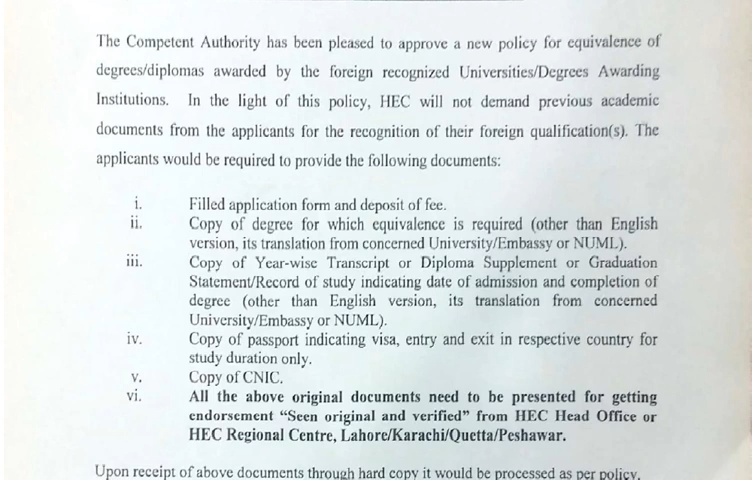 The Competent Authority has been pleased to approve a new policy for equivalence of
degrees/diplomas awarded by the foreign recognized Universities/Degrees Awarding
Institutions. In the light of this policy, HEC will not demand previous academic
documents from the applicants for the recognition of their foreign qualification(s). The
applicants would be required to provide the following documents:
i. Filled application form and deposit of fee.
ii. Copy of degree for which equivalence is required (other than English
version, its translation from concerned University/Embassy or NUML).
iii. Copy of Year-wise Transcript or Diploma Supplement or Graduation
Statement/Record of study indicating date of admission and completion of
degree (other than English version, its translation from concerned
University/Embassy or NUML).
iv. Copy of passport indicating visa, entry and exit in respective country for
study duration only.
v. Copy of CNIC.
vi. All the above original documents need to be presented for getting
endorsement “Seen original and verified” from HEC Head Office or
HEC Regional Centre, Lahore/Karachi/Quetta/Peshawar.
Upon receipt of above documents through hard copy it would be processed as per policy.